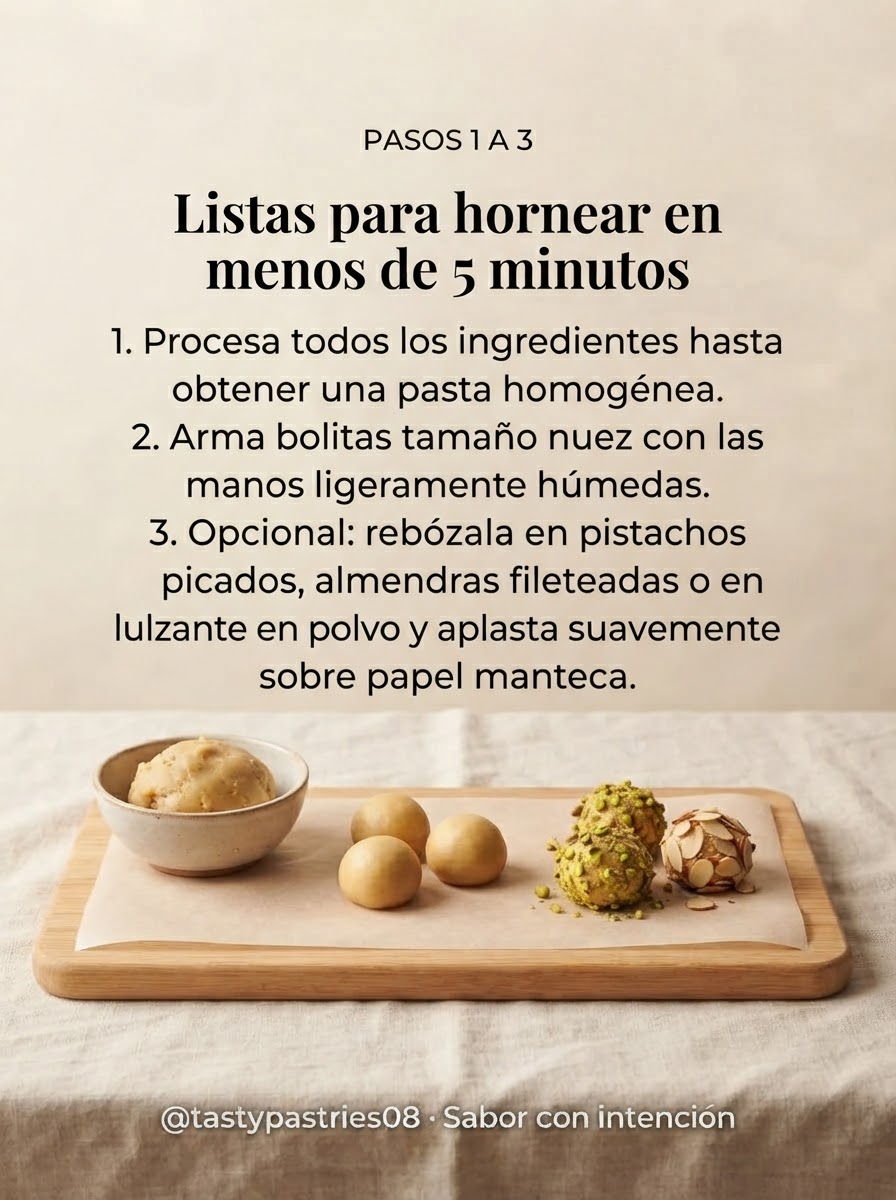 PASOS 1 A 3
Listas para hornear en
menos de 5 minutos
1. Procesa todos los ingredientes hasta
obtener una pasta homogénea.
2. Arma bolitas tamaño nuez con las
manos ligeramente húmedas.
3. Opcional: rebózala en pistachos
picados, almendras fileteadas o en
lulzante en polvo y aplasta suavemente
sobre papel manteca.
@tastypastries08 · Sabor con intención